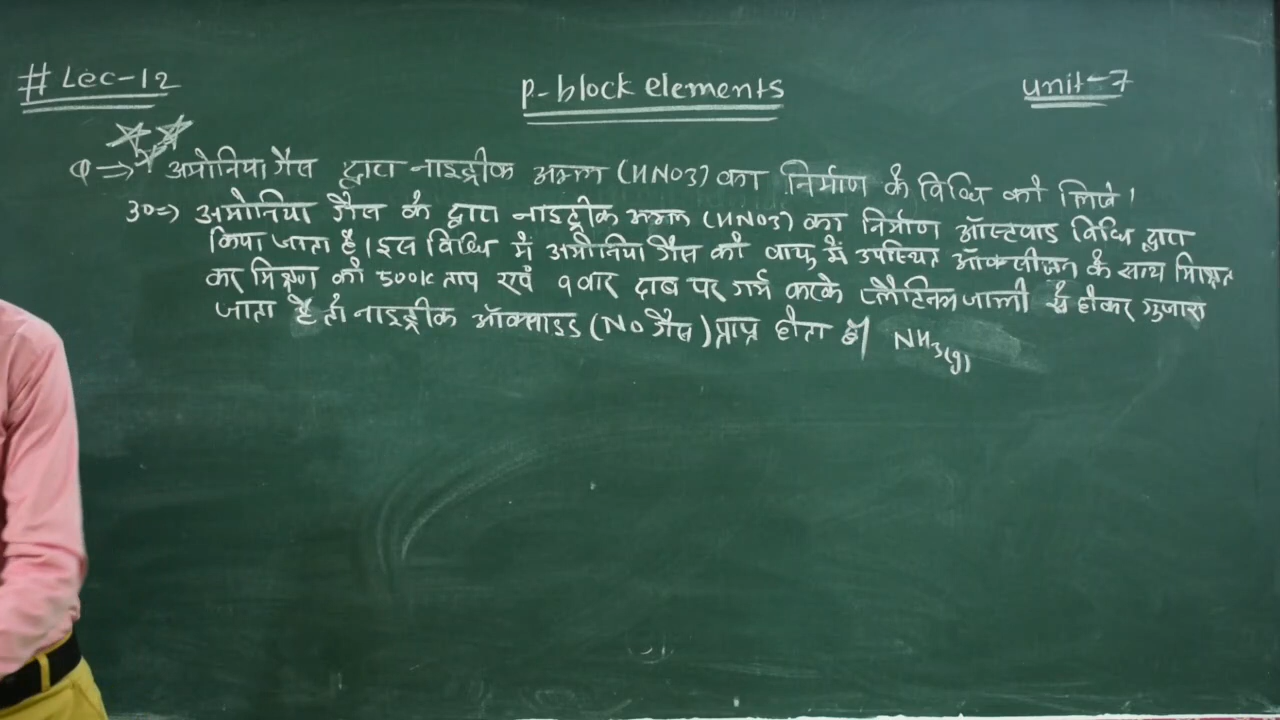 # Lec-12
P-block elements
unit-7
Q⇒ अमोनिया गैस द्वारा नाइट्रीक अम्ल (HNO3) का निर्माण के विधि को लिखे।
उ०⇒ अमोनिया गैस के द्वारा नाइट्रीक अम्ल (HNO3) का निर्माण ऑस्टवाड विधि द्वारा
किया जाता है। इस विधि में अमोनिया गैस को वायु में उपस्थित ऑक्सीजन के साथ मिश्रित
कर मिश्रण को 500K ताप एवं 9 वार दाब पर गर्म करके प्लैटिनम जाली से होकर गुजारा
जाता है तो नाइट्रीक ऑक्साइड (NO गैस) प्राप्त होता है। NH3(g)